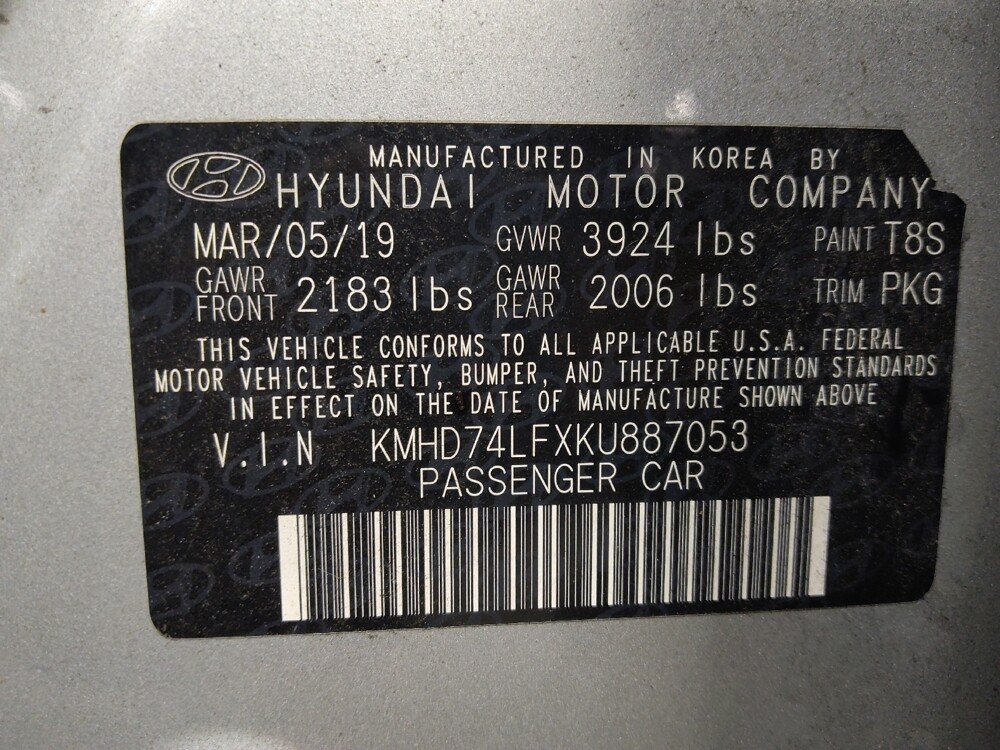 MANUFACTURED IN KOREA BY
HYUNDAI MOTOR COMPANY
MAR/05/19 GVWR 3924 lbs PAINT T8S
GAWR FRONT 2183 lbs GAWR REAR 2006 lbs TRIM PKG
THIS VEHICLE CONFORMS TO ALL APPLICABLE U.S.A. FEDERAL
MOTOR VEHICLE SAFETY, BUMPER, AND THEFT PREVENTION STANDARDS
IN EFFECT ON THE DATE OF MANUFACTURE SHOWN ABOVE
V.I.N KMHD74LFXKU887053
PASSENGER CAR